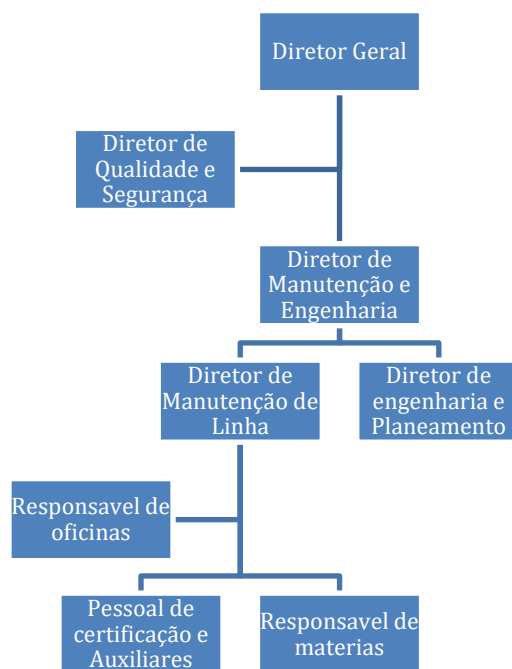 Diretor Geral
Diretor de
Qualidade e
Segurança
Diretor de
Manutenção e
Engenharia
Diretor de
Manutenção de
Linha
Diretor de
engenharia e
Planeamento
Responsavel de
oficinas
Pessoal de
certificação e
Auxiliares
Responsavel de
materias